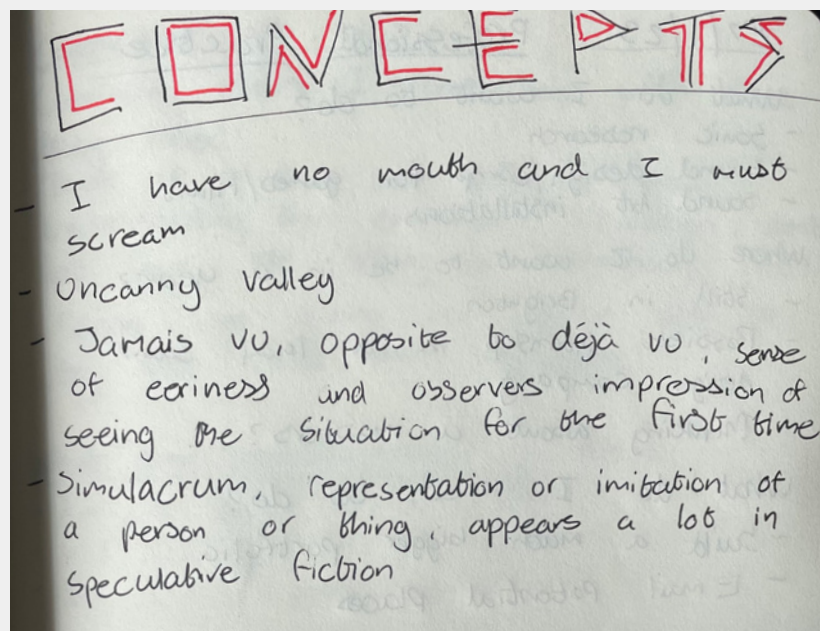 CONCEPTS
- I have no mouth and I must
scream
- Uncanny valley
- Jamais vu, opposite to déjà vu, sense
of eeriness and observers impression of
seeing the situation for the first time
- Simulacrum, representation or imitation of
a person or thing, appears a lot in
speculative fiction